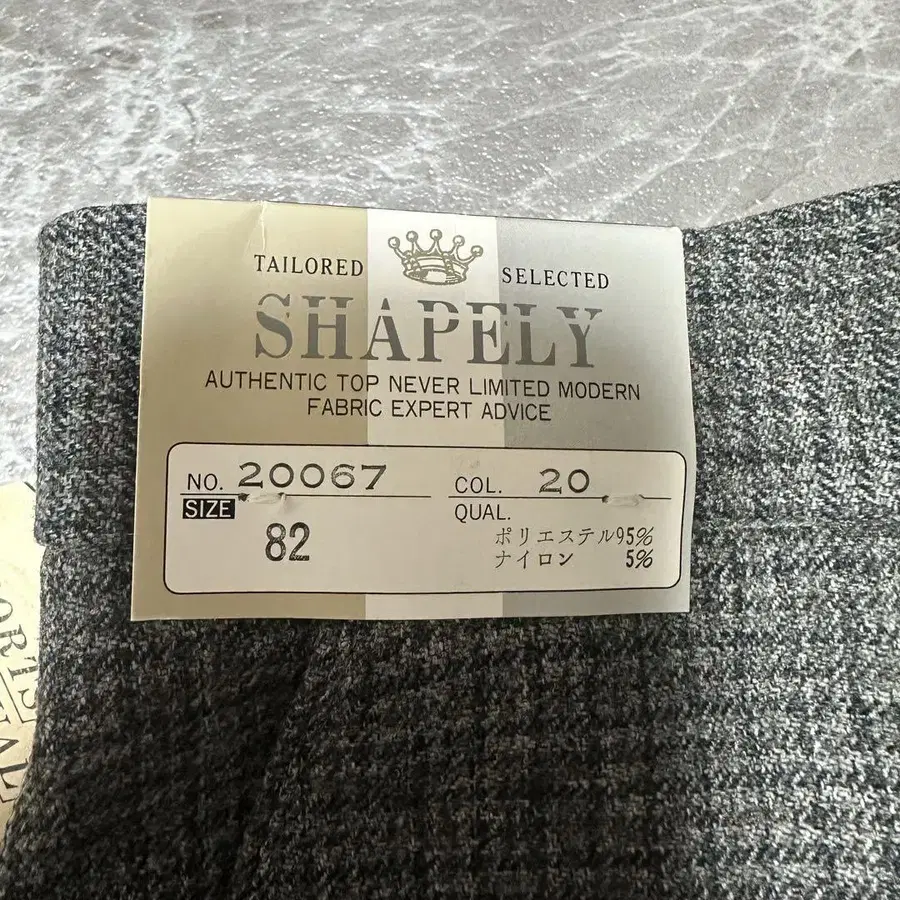 TAILORED SELECTED
SHAPELY
AUTHENTIC TOP NEVER LIMITED MODERN
FABRIC EXPERT ADVICE
NO. 20067 COL. 20
SIZE 82 QUAL.
ポリエステル95%
ナイロン 5%